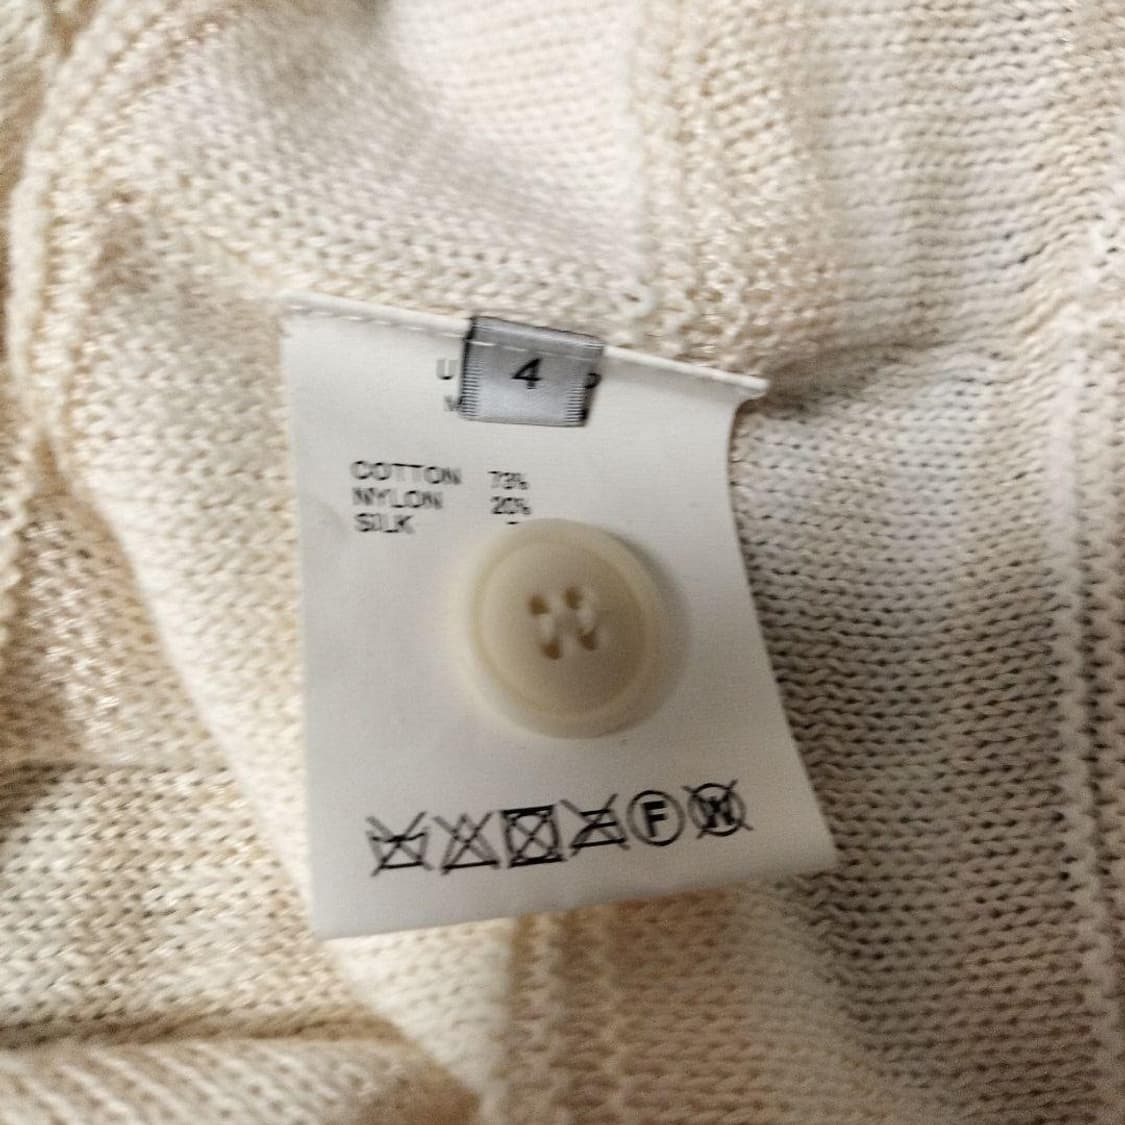 4
COTTON 73%
NYLON 20%
SILK
F
W